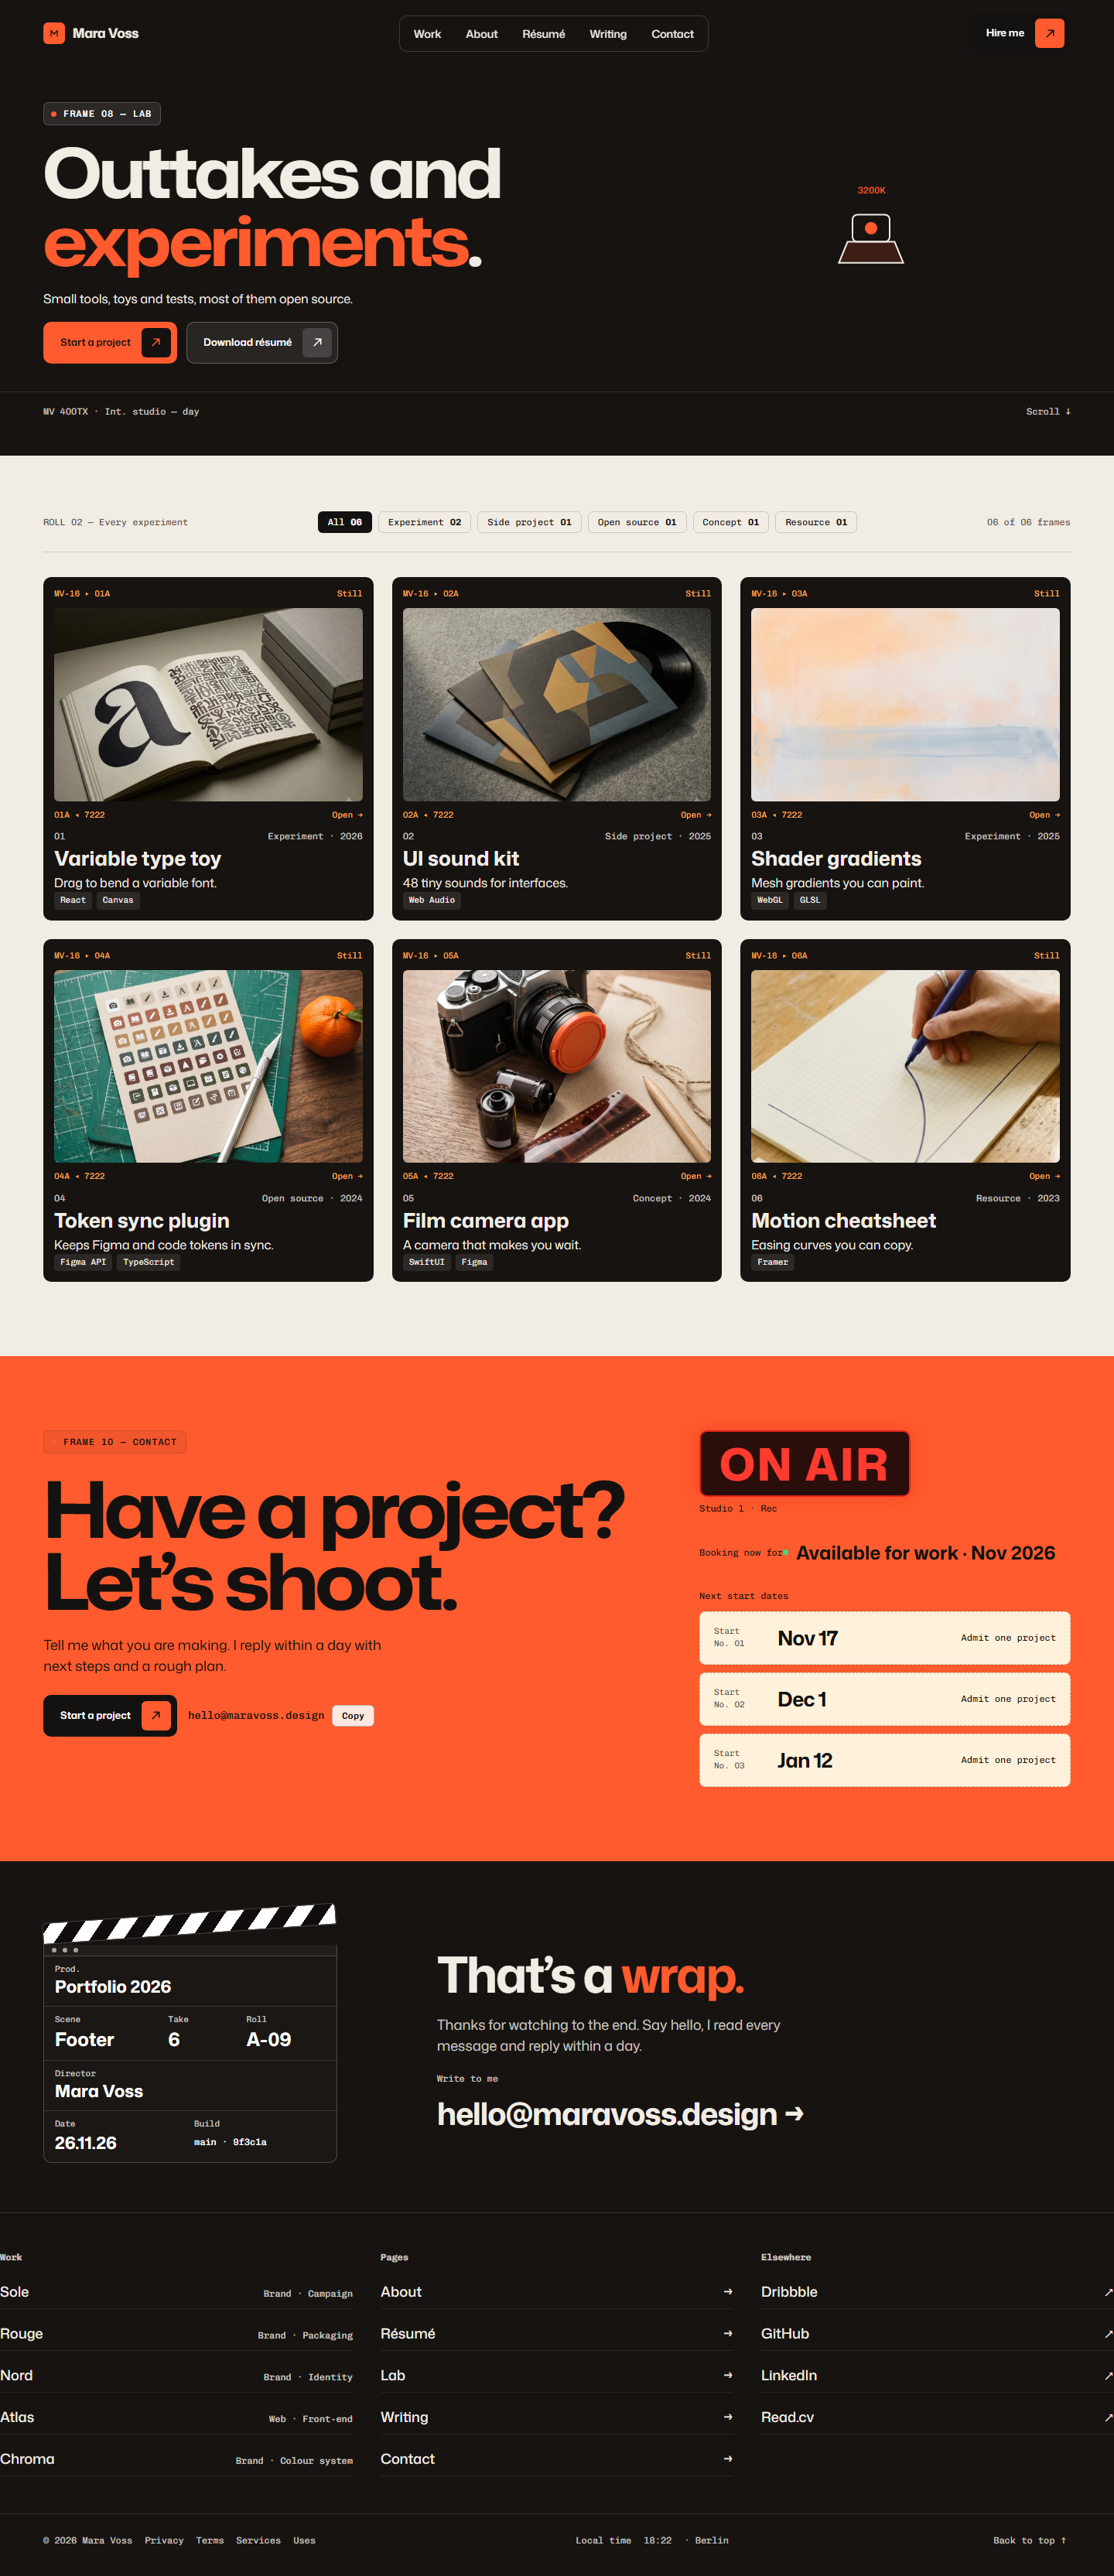 M Mara Voss
Work About Résumé Writing Contact
Hire me
FRAME 08 — LAB
Outtakes and
experiments.
3200K
Small tools, toys and tests, most of them open source.
Start a project
Download résumé
MV 400TX · Int. studio — day
Scroll ↓
ROLL 02 — Every experiment
All 06 Experiment 02 Side project 01 Open source 01 Concept 01 Resource 01
06 of 06 frames
MV-16 ▸ 01A Still
a
01A ◂ 7222 Open →
01 Experiment · 2026
Variable type toy
Drag to bend a variable font.
React Canvas
MV-16 ▸ 02A Still
02A ◂ 7222 Open →
02 Side project · 2025
UI sound kit
48 tiny sounds for interfaces.
Web Audio
MV-16 ▸ 03A Still
03A ◂ 7222 Open →
03 Experiment · 2025
Shader gradients
Mesh gradients you can paint.
WebGL GLSL
MV-16 ▸ 04A Still
04A ◂ 7222 Open →
04 Open source · 2024
Token sync plugin
Keeps Figma and code tokens in sync.
Figma API TypeScript
MV-16 ▸ 05A Still
05A ◂ 7222 Open →
05 Concept · 2024
Film camera app
A camera that makes you wait.
SwiftUI Figma
MV-16 ▸ 06A Still
06A ◂ 7222 Open →
06 Resource · 2023
Motion cheatsheet
Easing curves you can copy.
Framer
FRAME 10 — CONTACT
Have a project?
Let’s shoot.
Tell me what you are making. I reply within a day with
next steps and a rough plan.
Start a project
hello@maravoss.design Copy
ON AIR
Studio 1 · Rec
Booking now for Available for work · Nov 2026
Next start dates
Start
No. 01
Nov 17
Admit one project
Start
No. 02
Dec 1
Admit one project
Start
No. 03
Jan 12
Admit one project
Prod.
Portfolio 2026
Scene Take Roll
Footer 6 A-09
Director
Mara Voss
Date Build
26.11.26 main · 9f3c1a
That’s a wrap.
Thanks for watching to the end. Say hello, I read every
message and reply within a day.
Write to me
hello@maravoss.design →
Work
Sole Brand · Campaign
Rouge Brand · Packaging
Nord Brand · Identity
Atlas Web · Front-end
Chroma Brand · Colour system
Pages
About →
Résumé →
Lab →
Writing →
Contact →
Elsewhere
Dribbble ↗
GitHub ↗
LinkedIn ↗
Read.cv ↗
© 2026 Mara Voss Privacy Terms Services Uses
Local time 18:22 · Berlin
Back to top ↑